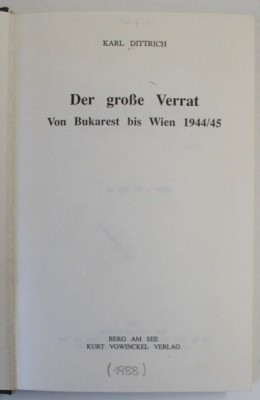 KARL DITTRICH
Der große Verrat
Von Bukarest bis Wien 1944/45
BERG AM SEE
KURT VOWINCKEL VERLAG
(1988)